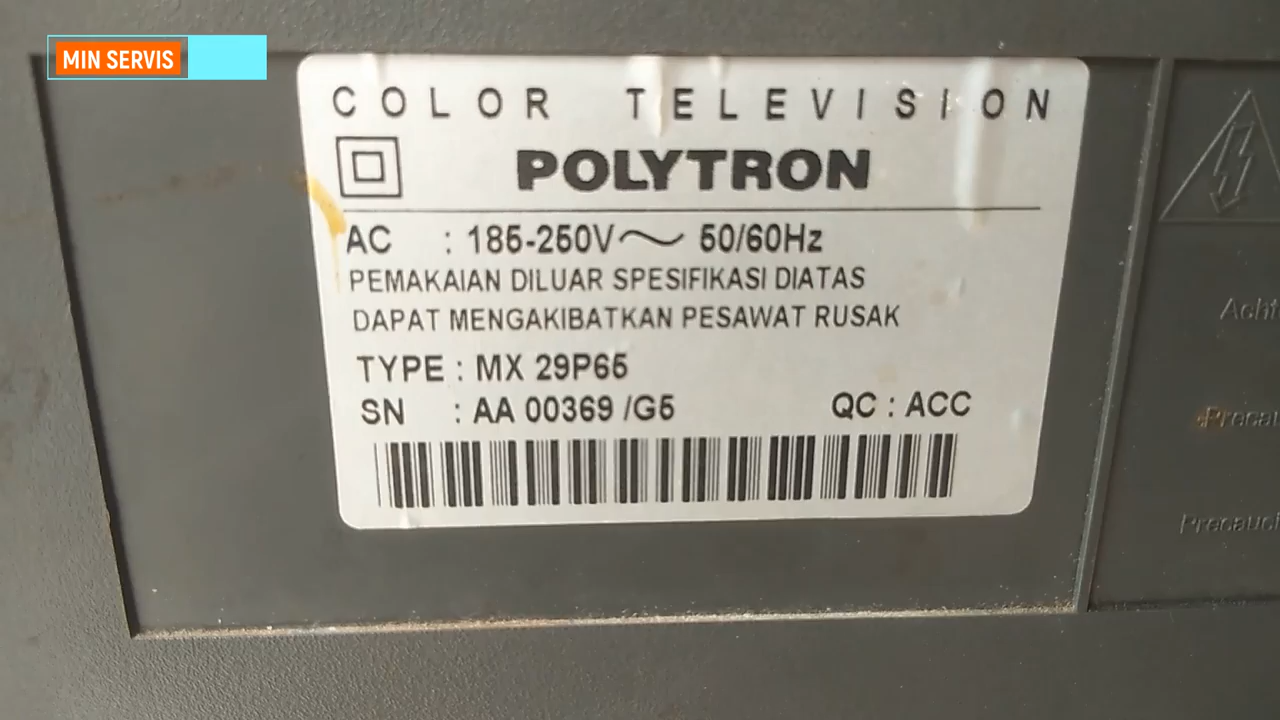 MIN SERVIS
COLOR TELEVISION
POLYTRON
AC : 185-250V~ 50/60Hz
PEMAKAIAN DILUAR SPESIFIKASI DIATAS
DAPAT MENGAKIBATKAN PESAWAT RUSAK
TYPE : MX 29P65
SN : AA 00369 /G5
QC : ACC